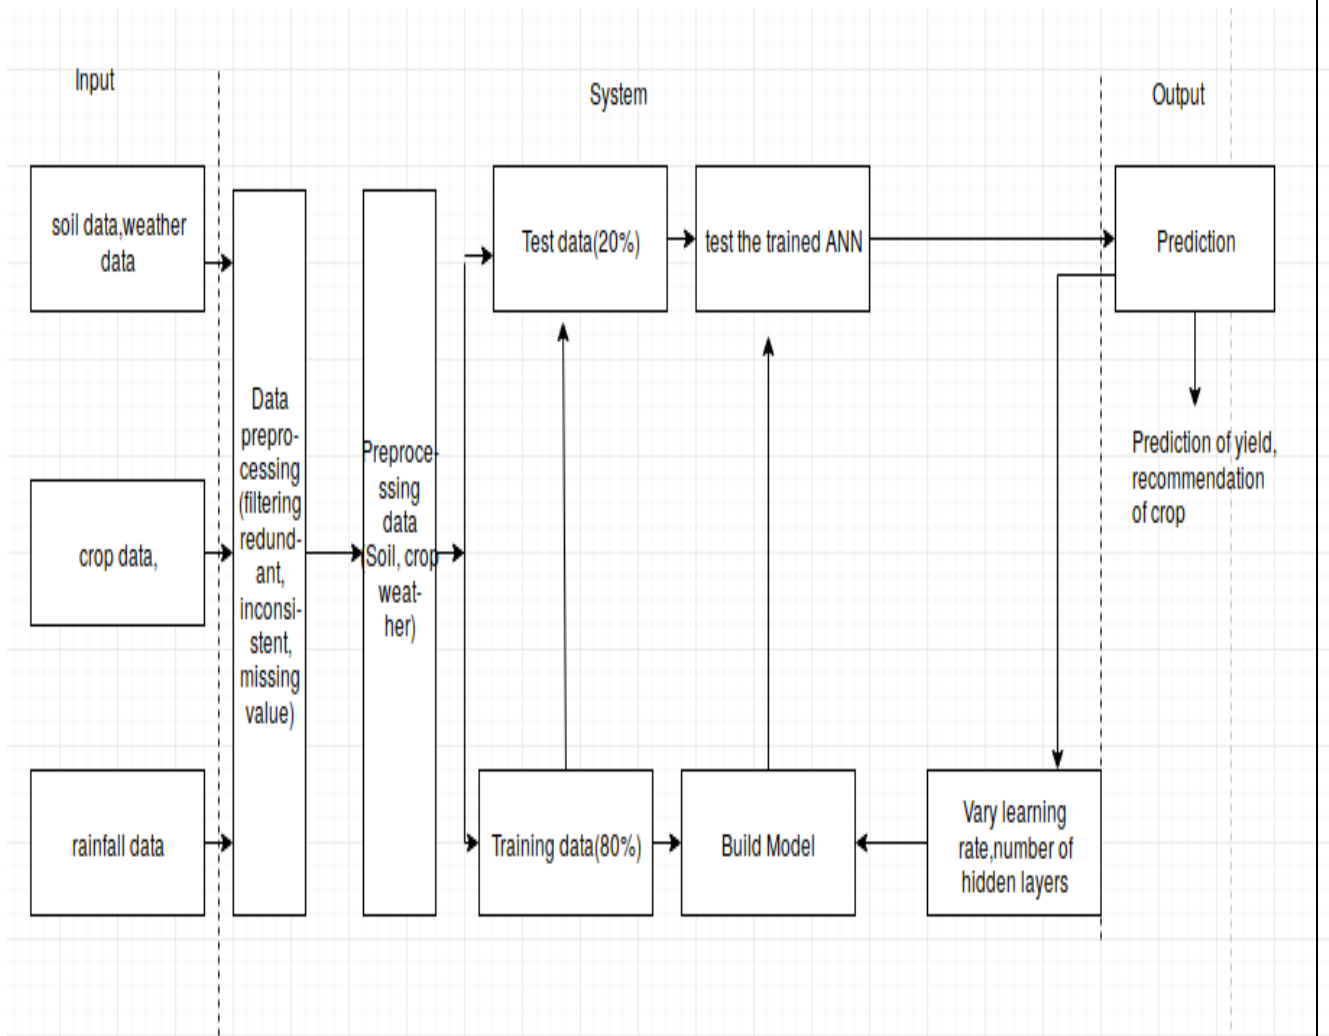 Input
System
Output
soil data,weather
data
crop data,
rainfall data
Data
prepro-
cessing
(filtering
redund-
ant,
inconsi-
stent,
missing
value)
Preproce-
ssing
data
(Soil, crop
weat-
her)
Test data(20%)
test the trained ANN
Prediction
Prediction of yield,
recommendation
of crop
Training data(80%)
Build Model
Vary learning
rate,number of
hidden layers